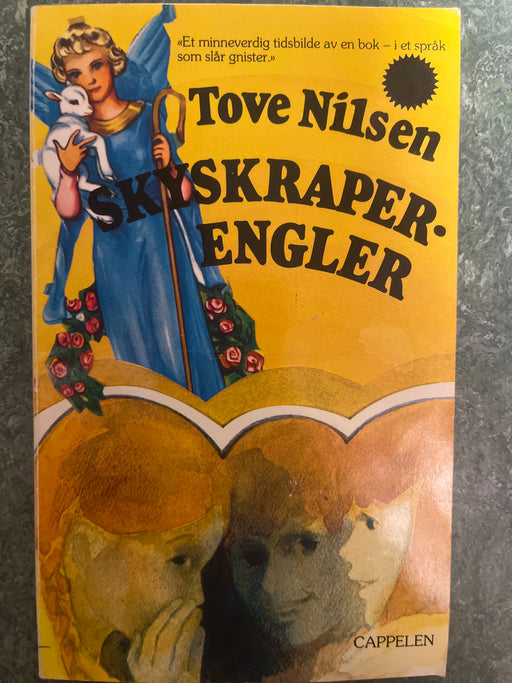 «Et minneverdig tidsbilde av en bok – i et språk
som slår gnister.»
Tove Nilsen
SKYSKRAPER-
ENGLER
CAPPELEN